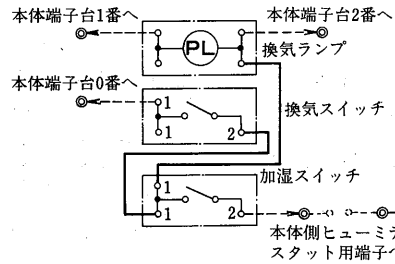 本体端子台1番へ
本体端子台2番へ
PL
換気ランプ
本体端子台0番へ
1
換気スイッチ
1
2
加湿スイッチ
1
1
2
本体側ヒューミデ
スタット用端子へ